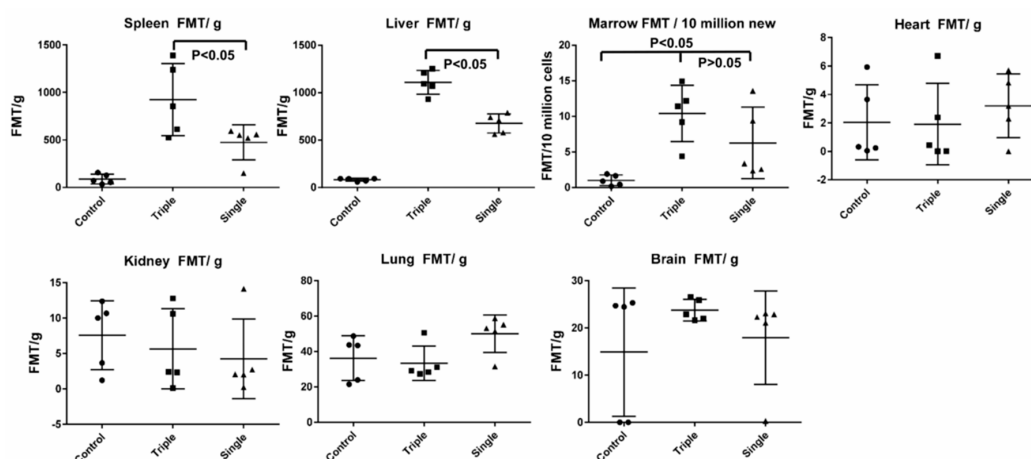 Spleen FMT/ g
FMT/g
1500
1000
500
0
P<0.05
Control
Triple
Single
Liver FMT/ g
FMT/g
1500
1000
500
0
P<0.05
Control
Triple
Single
Marrow FMT / 10 million new
FMT/10 million cells
20
15
10
5
0
P<0.05
P>0.05
Control
Triple
Single
Heart FMT/ g
FMT/g
8
6
4
2
0
-2
Control
Triple
Single
Kidney FMT/ g
FMT/g
15
10
5
0
-5
Control
Triple
Single
Lung FMT/ g
FMT/g
80
60
40
20
0
Control
Triple
Single
Brain FMT/g
FMT/g
30
20
10
0
Control
Triple
Single